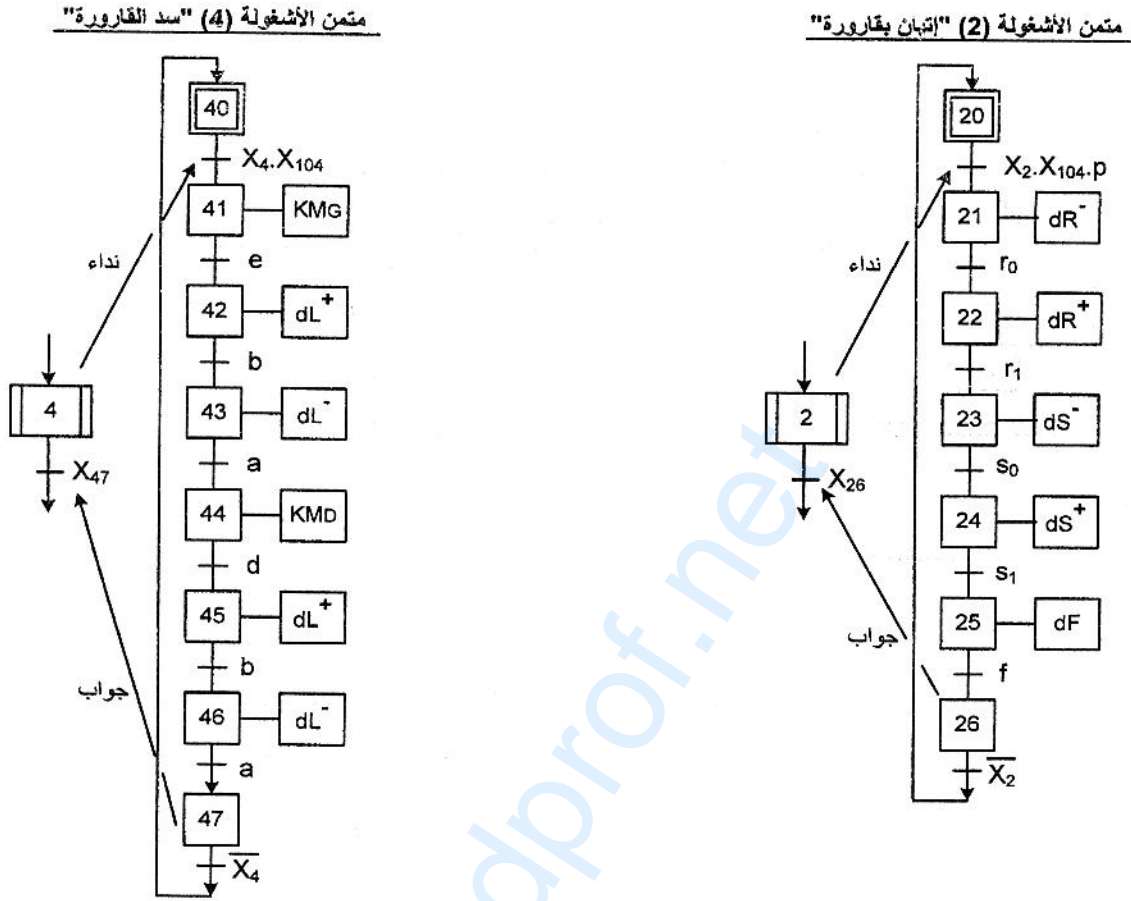 متمن الأشغولة (4) "سد القارورة"
40
X4.X104
41 KMG
e
نداء
42 dL+
b
4
43 dL-
X47
a
44 KMD
d
45 dL+
جواب
b
46 dL-
a
47
X̅4̅
متمن الأشغولة (2) "إتيان بقارورة"
20
X2.X104.p
21 dR-
نداء
r0
22 dR+
r1
2
23 dS-
X26
s0
24 dS+
s1
25 dF
جواب
f
26
X̅2̅
dprof.net